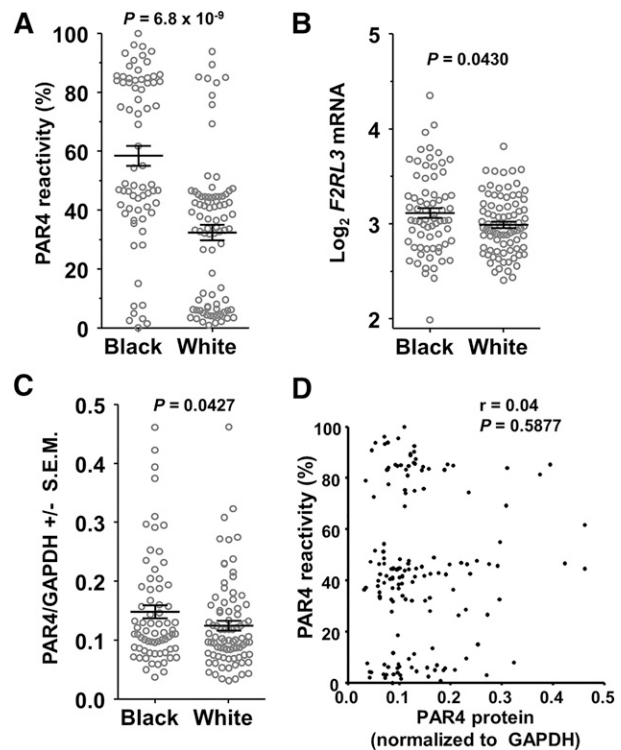 A
P = 6.8 x 10-9
PAR4 reactivity (%)
100
80
60
40
20
0
Black White
B
P = 0.0430
Log2 F2RL3 mRNA
5
4
3
2
Black White
C
P = 0.0427
PAR4/GAPDH +/- S.E.M.
0.5
0.4
0.3
0.2
0.1
0.0
Black White
D
r = 0.04
P = 0.5877
PAR4 reactivity (%)
100
80
60
40
20
0
0.0 0.1 0.2 0.3 0.4 0.5
PAR4 protein
(normalized to GAPDH)